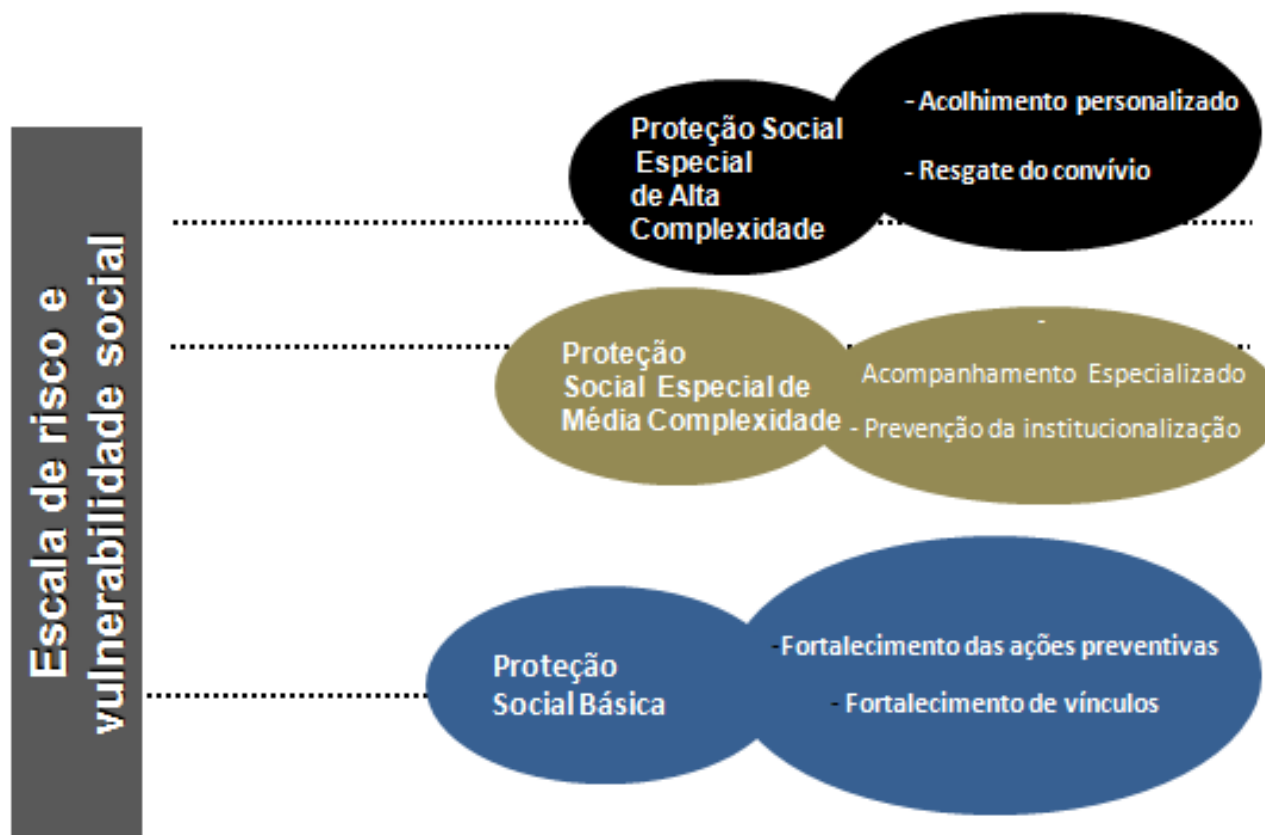 Escala de risco e
vulnerabilidade social
Proteção Social
Especial
de Alta
Complexidade
- Acolhimento personalizado
- Resgate do convívio
Proteção
Social Especial de
Média Complexidade
-
Acompanhamento Especializado
- Prevenção da institucionalização
Proteção
Social Básica
-Fortalecimento das ações preventivas
- Fortalecimento de vínculos